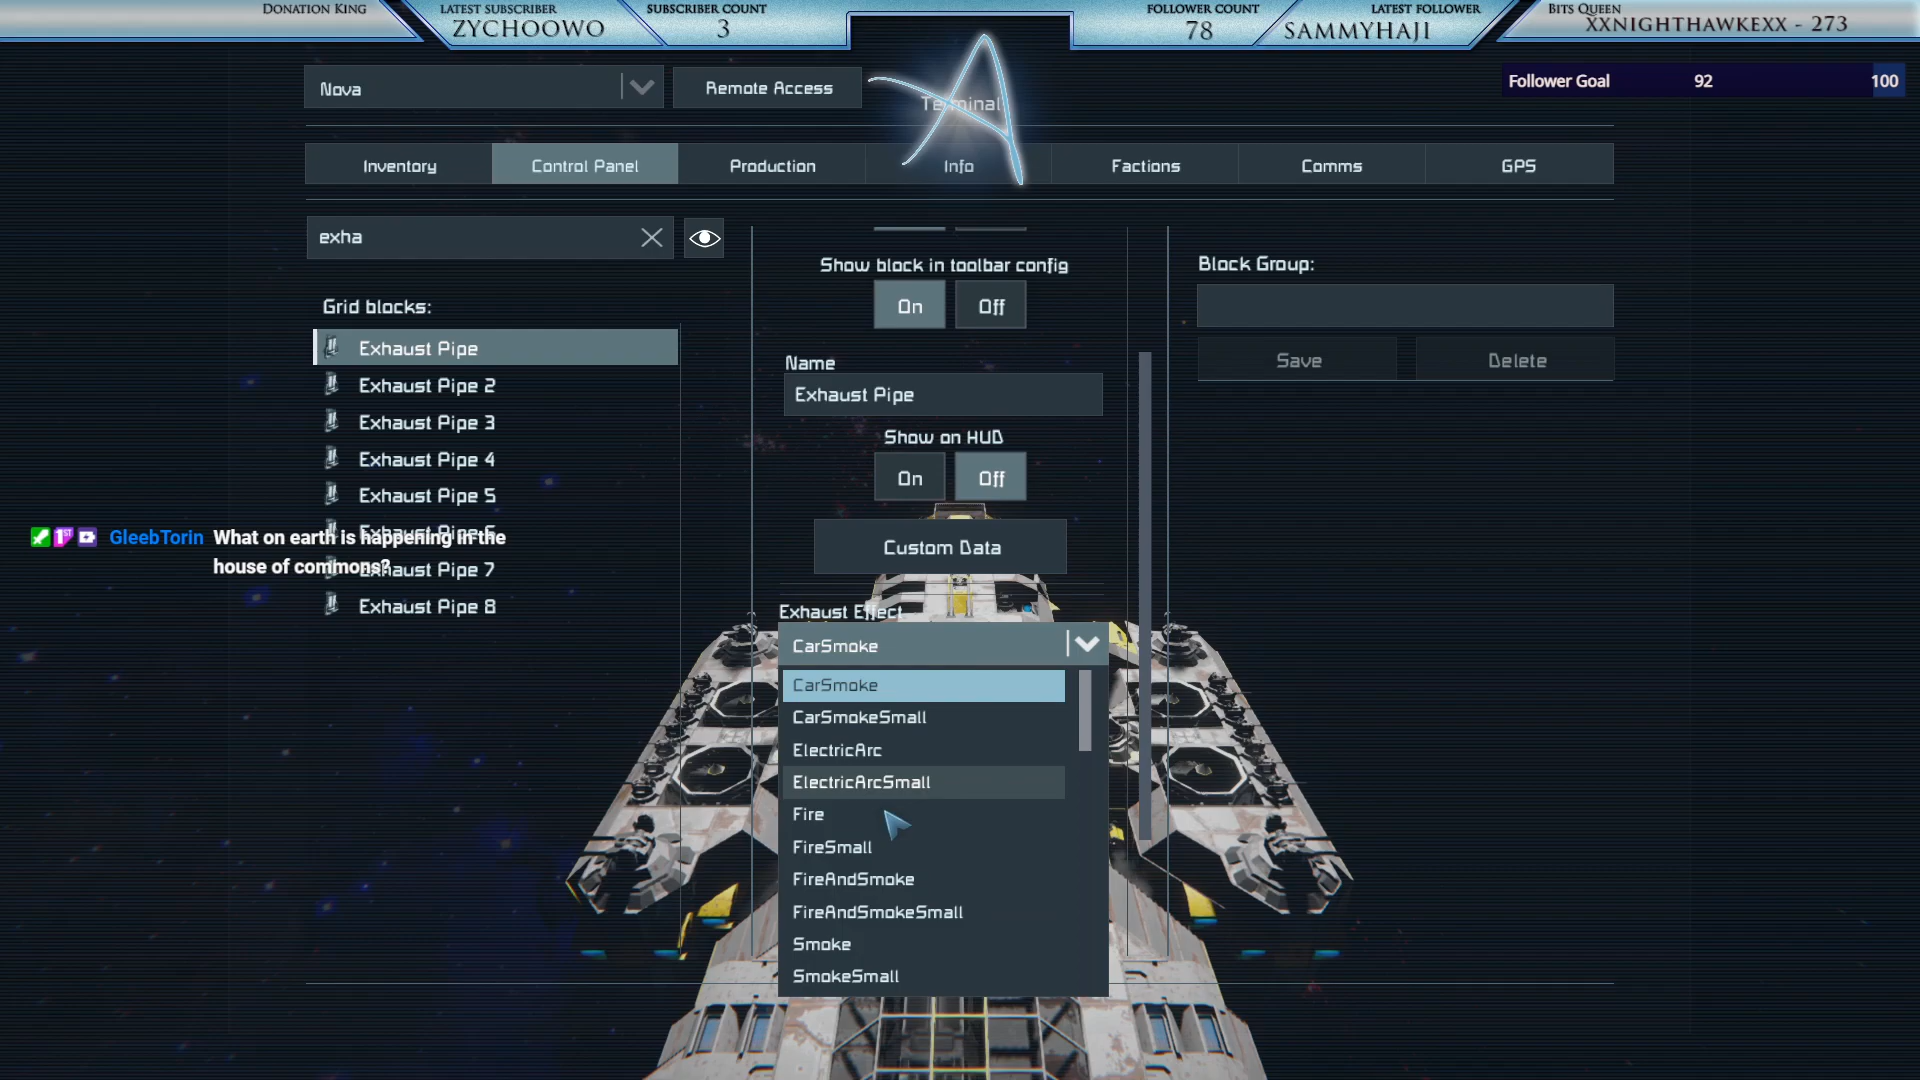 DONATION KING
LATEST SUBSCRIBER
ZYCHOOWO
SUBSCRIBER COUNT
3
FOLLOWER COUNT
78
LATEST FOLLOWER
SAMMYHAJI
BITS QUEEN
XXNIGHTHAWKEXX - 273
Follower Goal 92 100
Nova
Remote Access
Terminal
Inventory
Control Panel
Production
Info
Factions
Comms
GPS
exha
Grid blocks:
Exhaust Pipe
Exhaust Pipe 2
Exhaust Pipe 3
Exhaust Pipe 4
Exhaust Pipe 5
Exhaust Pipe 6
Exhaust Pipe 7
Exhaust Pipe 8
GleebTorin What on earth is happening in the
house of commons?
Show block in toolbar config
On Off
Name
Exhaust Pipe
Show on HUD
On Off
Custom Data
Exhaust Effect
CarSmoke
CarSmoke
CarSmokeSmall
ElectricArc
ElectricArcSmall
Fire
FireSmall
FireAndSmoke
FireAndSmokeSmall
Smoke
SmokeSmall
Block Group:
Save Delete